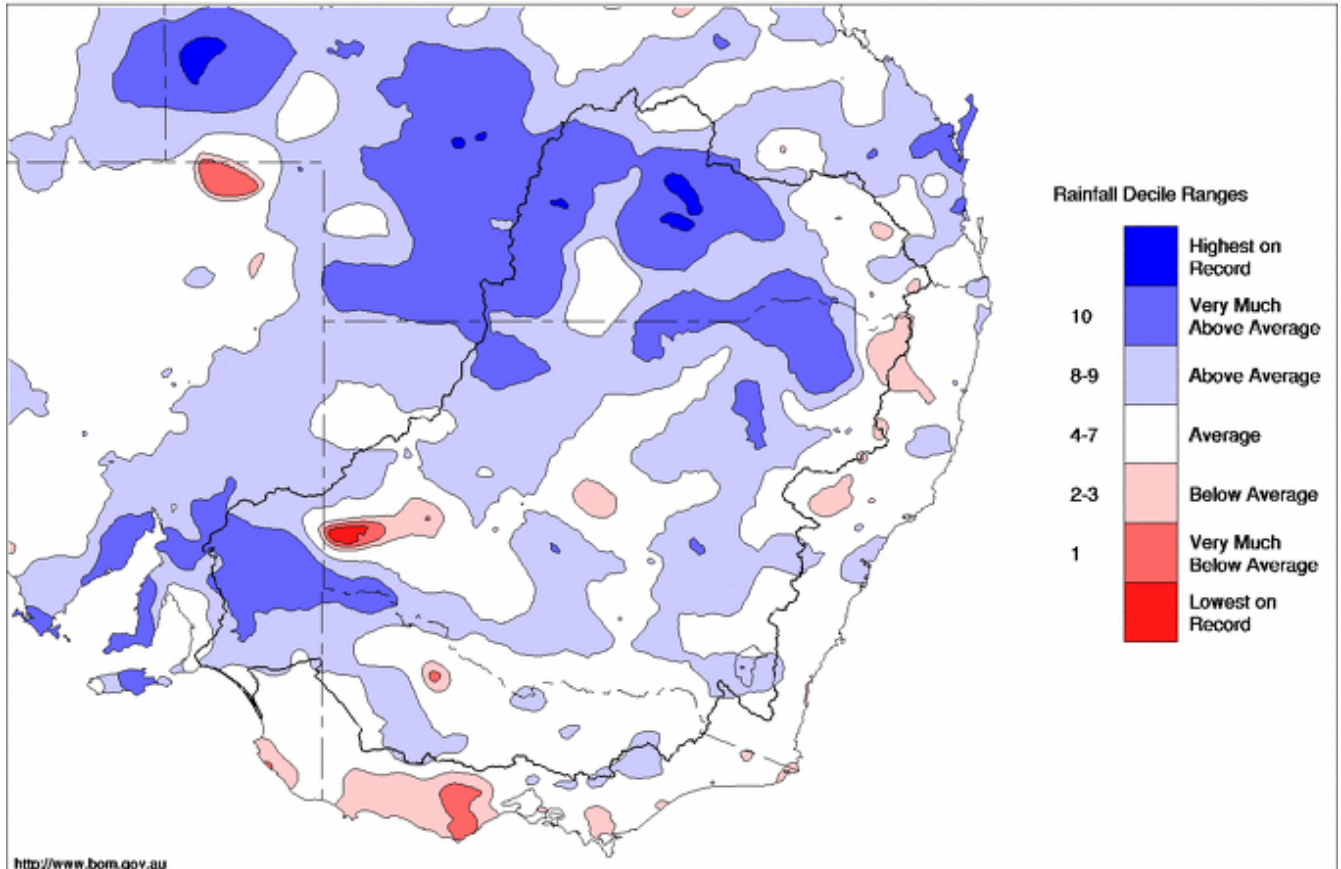 Rainfall Decile Ranges
Highest on
Record
10
Very Much
Above Average
8-9
Above Average
4-7
Average
2-3
Below Average
1
Very Much
Below Average
Lowest on
Record
http://www.bom.gov.au